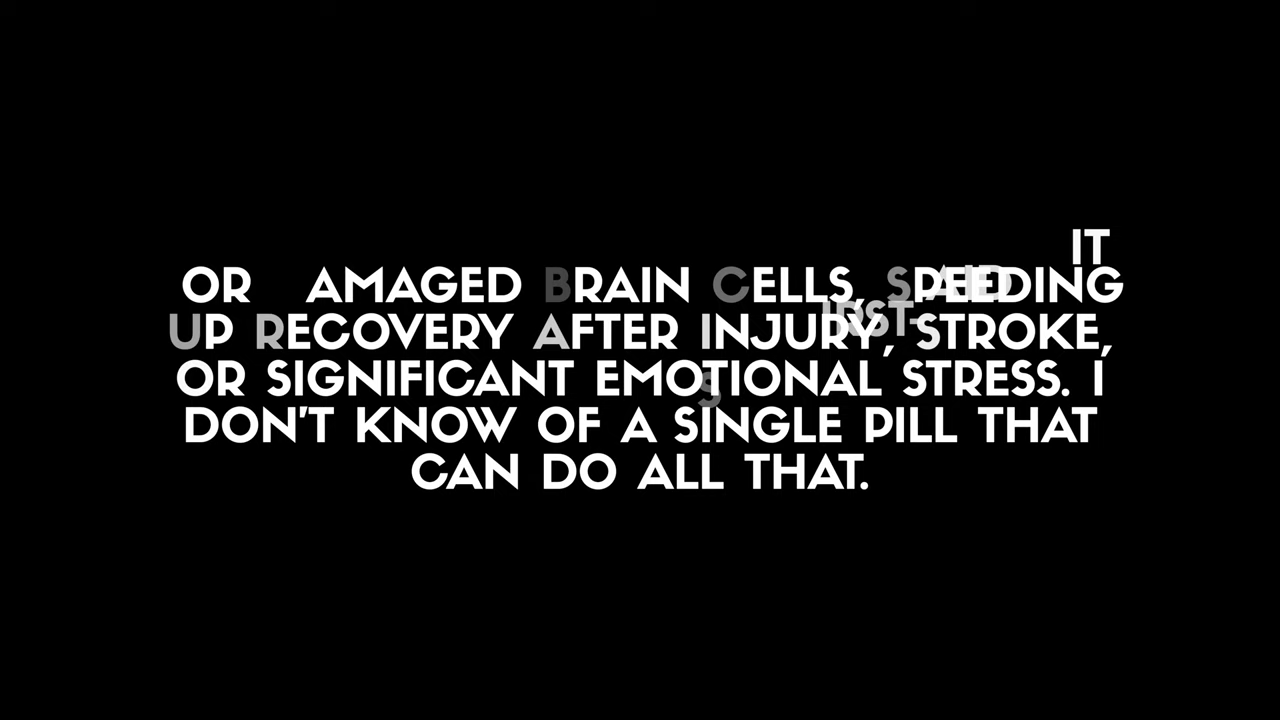 IT
OR AMAGED BRAIN CELLS, SPEEDING
UP RECOVERY AFTER INJURY, STROKE,
OR SIGNIFICANT EMOTIONAL STRESS. I
DON'T KNOW OF A SINGLE PILL THAT
CAN DO ALL THAT.